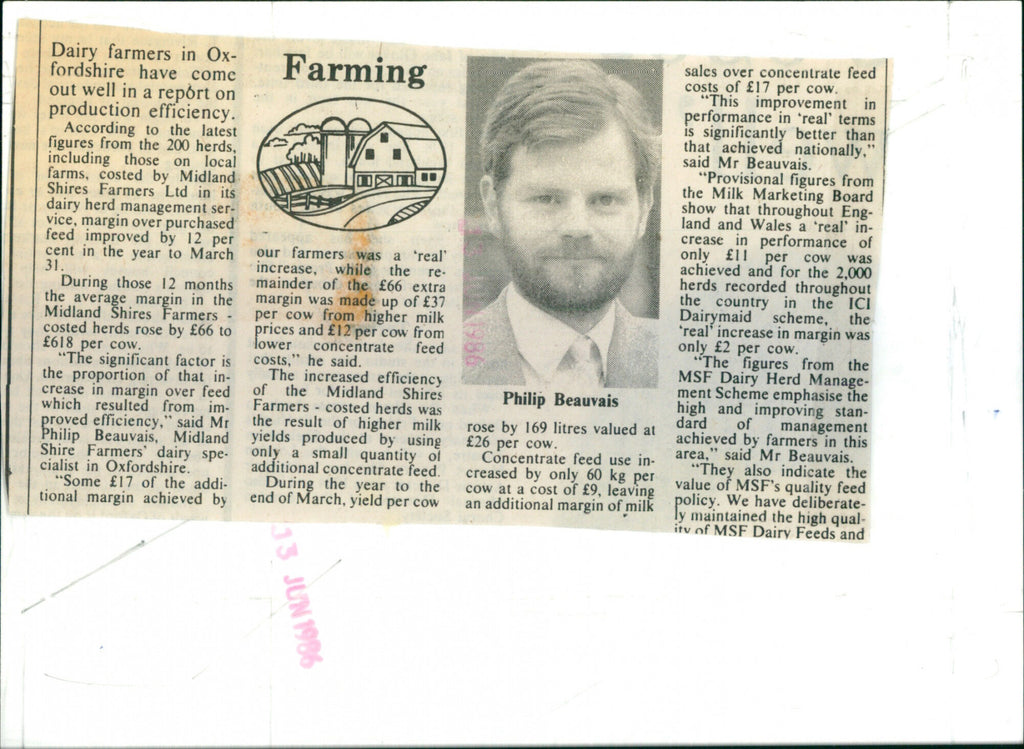 Dairy farmers in Ox-
fordshire have come
out well in a report on
production efficiency.
According to the latest
figures from the 200 herds,
including those on local
farms, costed by Midland
Shires Farmers Ltd in its
dairy herd management ser-
vice, margin over purchased
feed improved by 12 per
cent in the year to March
31.
During those 12 months
the average margin in the
Midland Shires Farmers -
costed herds rose by £66 to
£618 per cow.
"The significant factor is
the proportion of that in-
crease in margin over feed
which resulted from im-
proved efficiency," said Mr
Philip Beauvais, Midland
Shire Farmers' dairy spe-
cialist in Oxfordshire.
"Some £17 of the addi-
tional margin achieved by
Farming
our farmers was a 'real'
increase, while the re-
mainder of the £66 extra
margin was made up of £37
per cow from higher milk
prices and £12 per cow from
lower concentrate feed
costs," he said.
The increased efficiency
of the Midland Shires
Farmers - costed herds was
the result of higher milk
yields produced by using
only a small quantity of
additional concentrate feed.
During the year to the
end of March, yield per cow
Philip Beauvais
rose by 169 litres valued at
£26 per cow.
Concentrate feed use in-
creased by only 60 kg per
cow at a cost of £9, leaving
an additional margin of milk
sales over concentrate feed
costs of £17 per cow.
"This improvement in
performance in 'real' terms
is significantly better than
that achieved nationally,"
said Mr Beauvais.
"Provisional figures from
the Milk Marketing Board
show that throughout Eng-
land and Wales a 'real' in-
crease in performance of
only £11 per cow was
achieved and for the 2,000
herds recorded throughout
the country in the ICI
Dairymaid scheme, the
'real' increase in margin was
only £2 per cow.
"The figures from the
MSF Dairy Herd Manage-
ment Scheme emphasise the
high and improving stan-
dard of management
achieved by farmers in this
area," said Mr Beauvais.
"They also indicate the
value of MSF's quality feed
policy. We have deliberate-
ly maintained the high qual-
ity of MSF Dairy Feeds and
13 JUN 1986